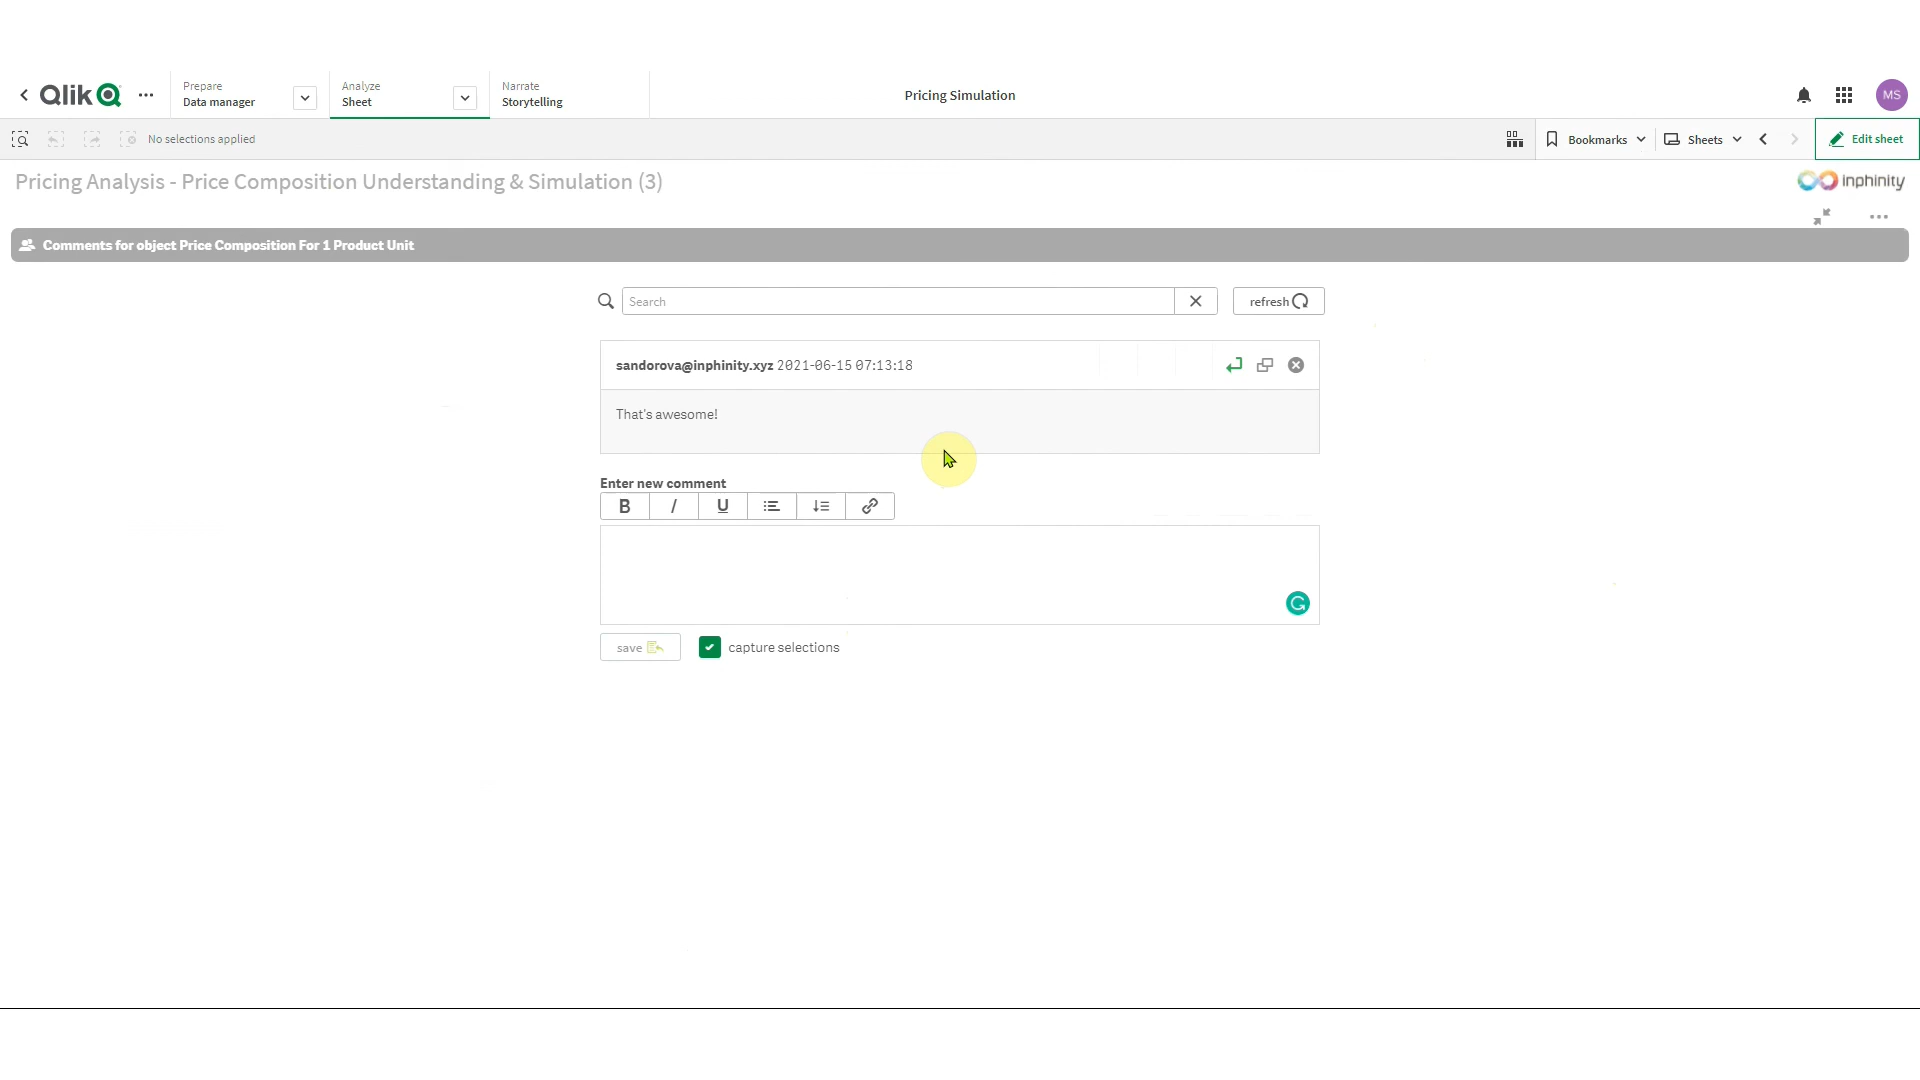 Qlik
Prepare
Data manager
Analyze
Sheet
Narrate
Storytelling
Pricing Simulation
MS
No selections applied
Bookmarks
Sheets
Edit sheet
Pricing Analysis - Price Composition Understanding & Simulation (3)
inphinity
Comments for object Price Composition For 1 Product Unit
Search
refresh
sandorova@inphinity.xyz 2021-06-15 07:13:18
That's awesome!
Enter new comment
B I U
save
capture selections